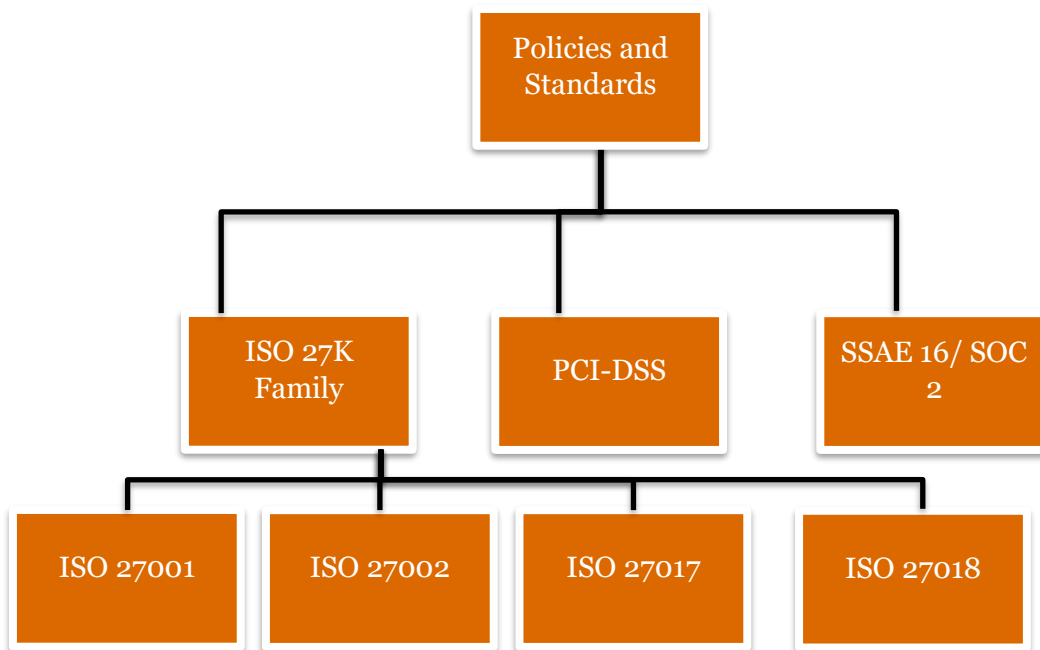 Policies and
Standards
ISO 27K
Family
PCI-DSS
SSAE 16/ SOC
2
ISO 27001
ISO 27002
ISO 27017
ISO 27018